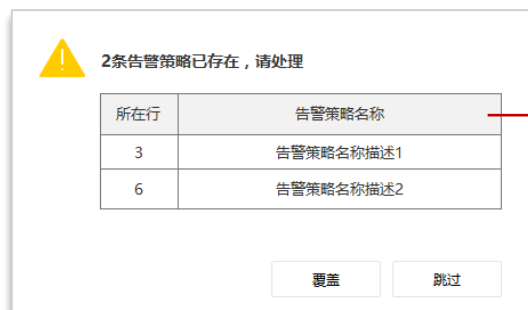 2条告警策略已存在，请处理
所在行 告警策略名称
3 告警策略名称描述1
6 告警策略名称描述2
覆盖 跳过